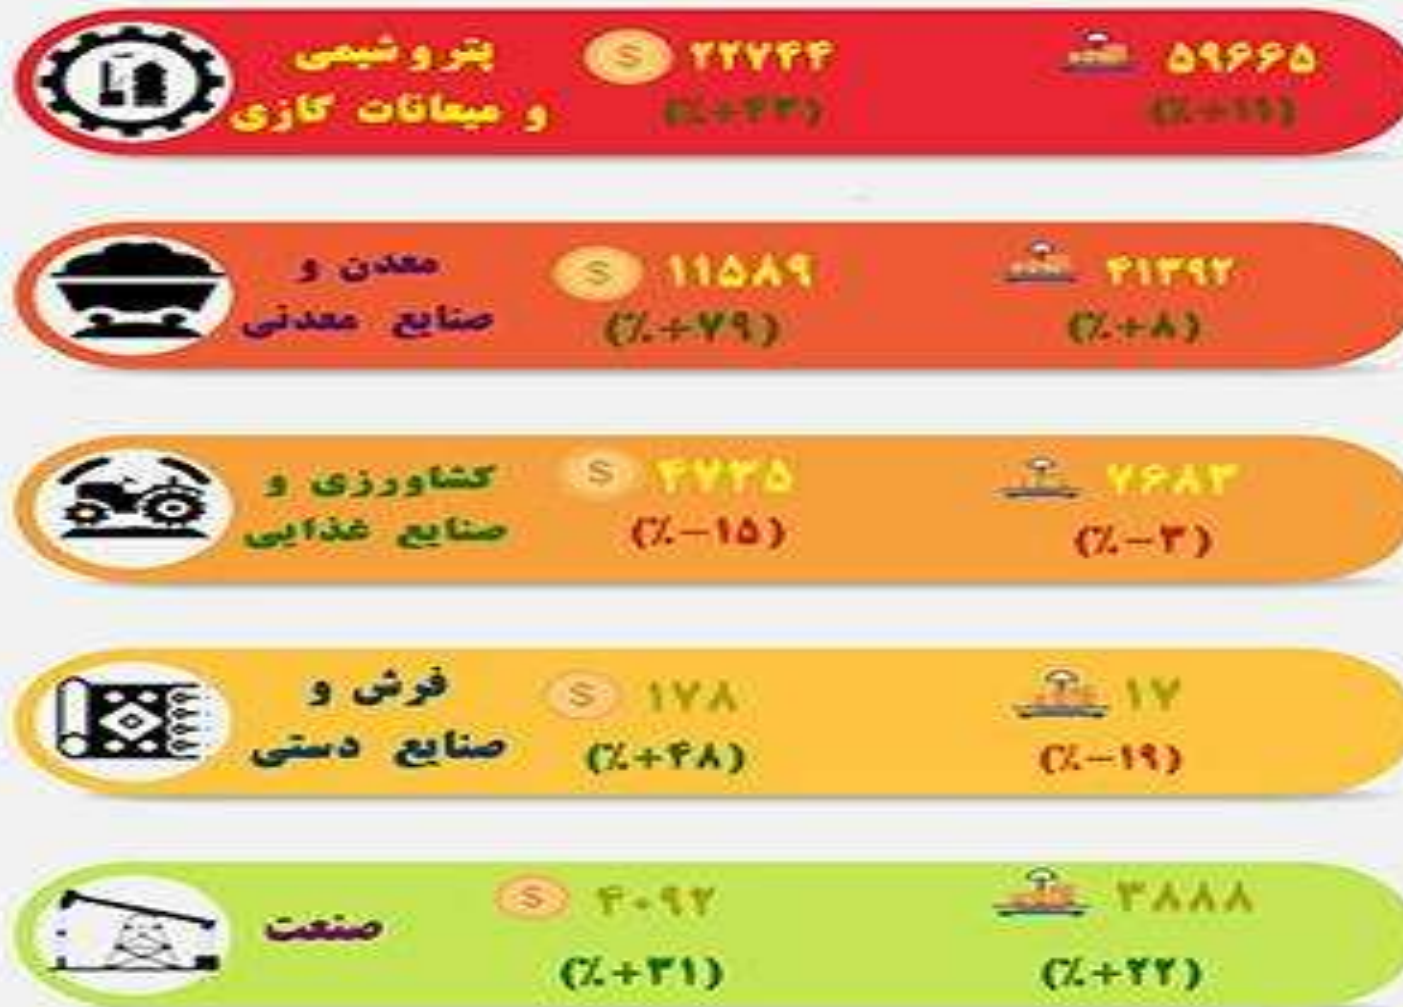 پتروشیمی
و میعانات گازی
۲۲۷۴۴
(%+۴۳)
۵۹۶۶۵
معدن و
صنایع معدنی
۱۱۵۸۹
(%+۷۹)
۴۱۳۹۲
(%+۸)
کشاورزی و
صنایع غذایی
۴۷۳۵
(%-۱۵)
۷۶۸۳
(%-۳)
فرش و
صنایع دستی
۱۷۸
(%+۴۸)
۱۷
(%-۱۹)
صنعت
۴۰۹۲
(%+۳۱)
۳۸۸۸
(%+۲۲)